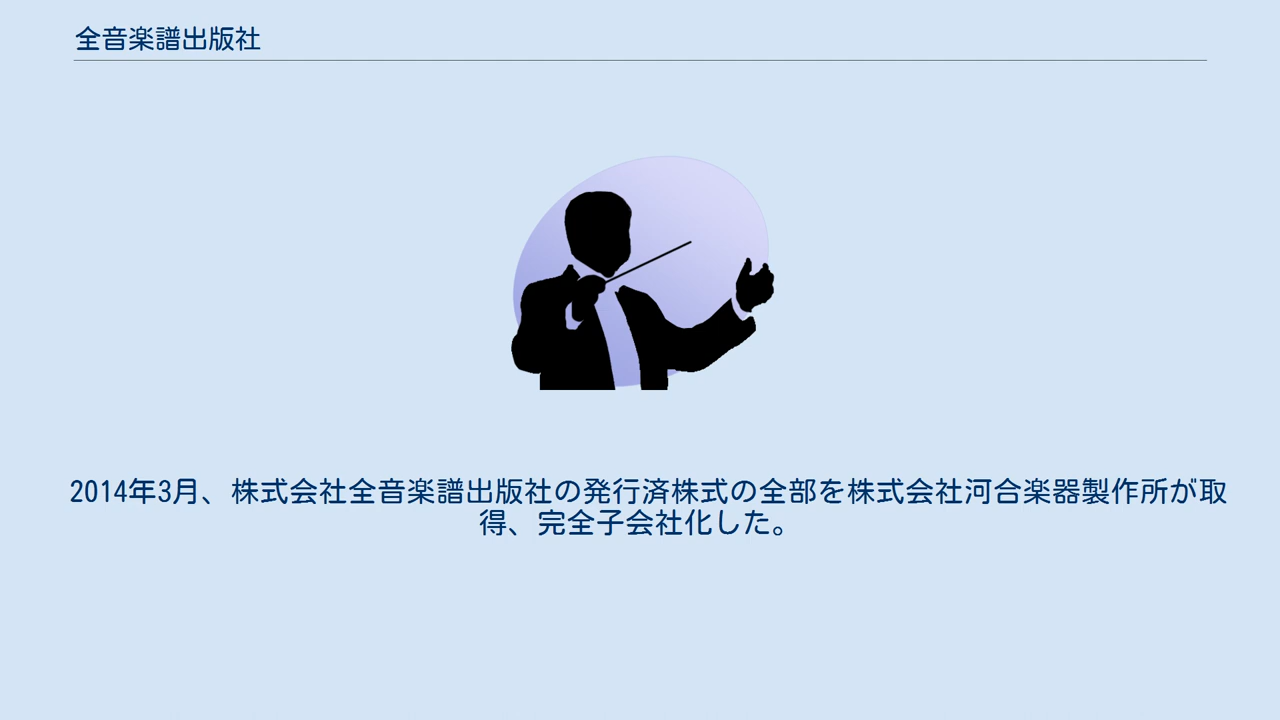 全音楽譜出版社
2014年3月、株式会社全音楽譜出版社の発行済株式の全部を株式会社河合楽器製作所が取
得、完全子会社化した。